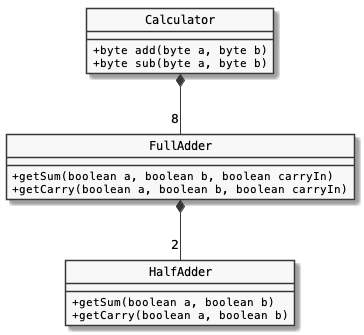 Calculator
+byte add(byte a, byte b)
+byte sub(byte a, byte b)
8
FullAdder
+getSum(boolean a, boolean b, boolean carryIn)
+getCarry(boolean a, boolean b, boolean carryIn)
2
HalfAdder
+getSum(boolean a, boolean b)
+getCarry(boolean a, boolean b)